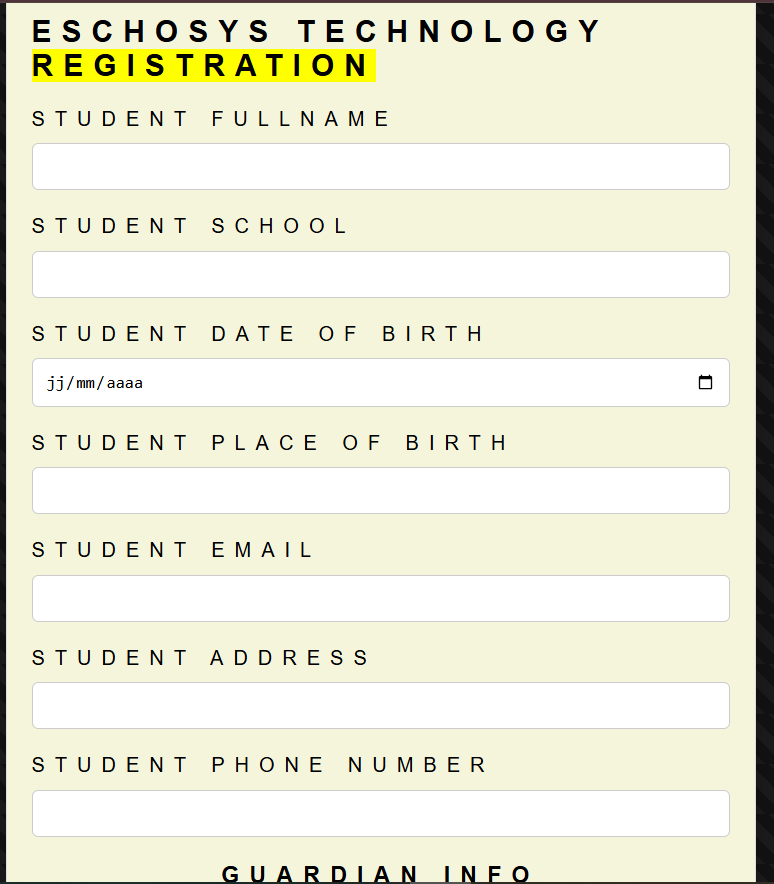 ESCHOSYS TECHNOLOGY
REGISTRATION
STUDENT FULLNAME
STUDENT SCHOOL
STUDENT DATE OF BIRTH
jj/mm/aaaa
STUDENT PLACE OF BIRTH
STUDENT EMAIL
STUDENT ADDRESS
STUDENT PHONE NUMBER
GUARDIAN INFO